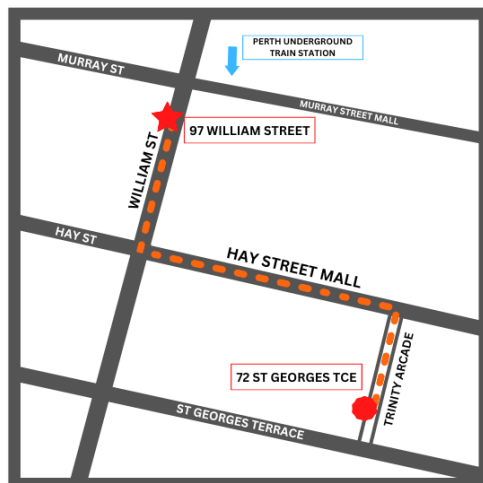 PERTH UNDERGROUND
TRAIN STATION
MURRAY ST
MURRAY STREET MALL
97 WILLIAM STREET
WILLIAM ST
HAY ST
HAY STREET MALL
72 ST GEORGES TCE
TRINITY ARCADE
ST GEORGES TERRACE